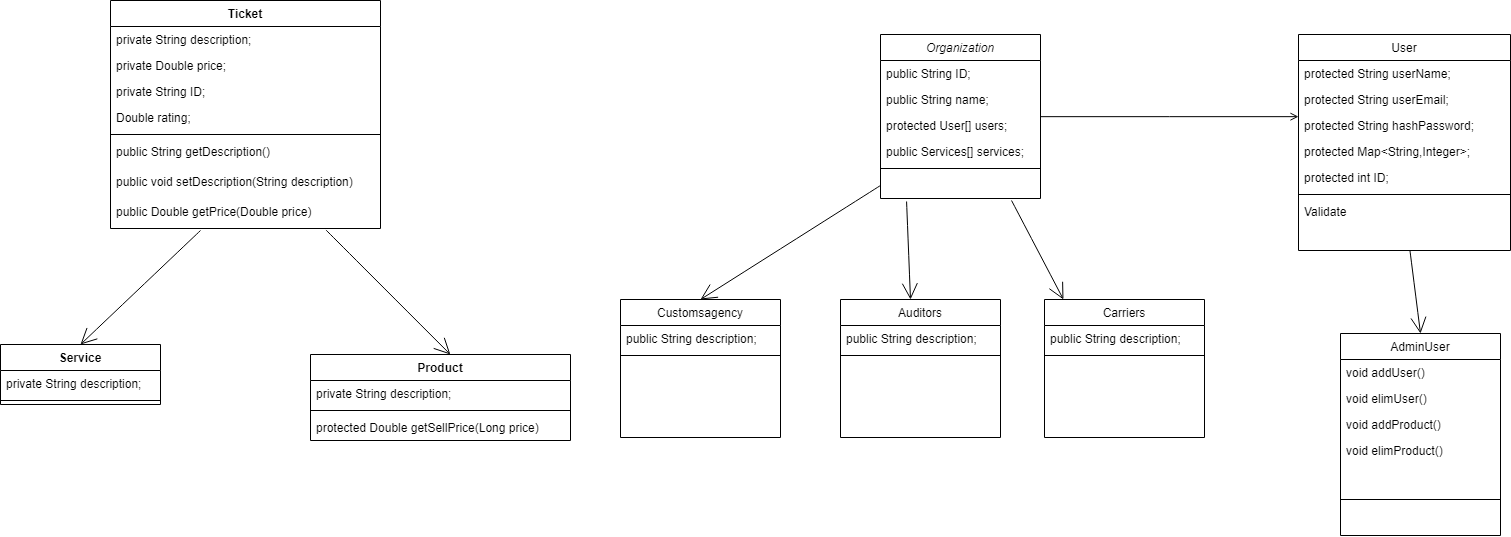 Ticket
private String description;
private Double price;
private String ID;
Double rating;
public String getDescription()
public void setDescription(String description)
public Double getPrice(Double price)
Service
private String description;
Product
private String description;
protected Double getSellPrice(Long price)
Organization
public String ID;
public String name;
protected User[] users;
public Services[] services;
Customsagency
public String description;
Auditors
public String description;
Carriers
public String description;
User
protected String userName;
protected String userEmail;
protected String hashPassword;
protected Map<String,Integer>;
protected int ID;
Validate
AdminUser
void addUser()
void elimUser()
void addProduct()
void elimProduct()